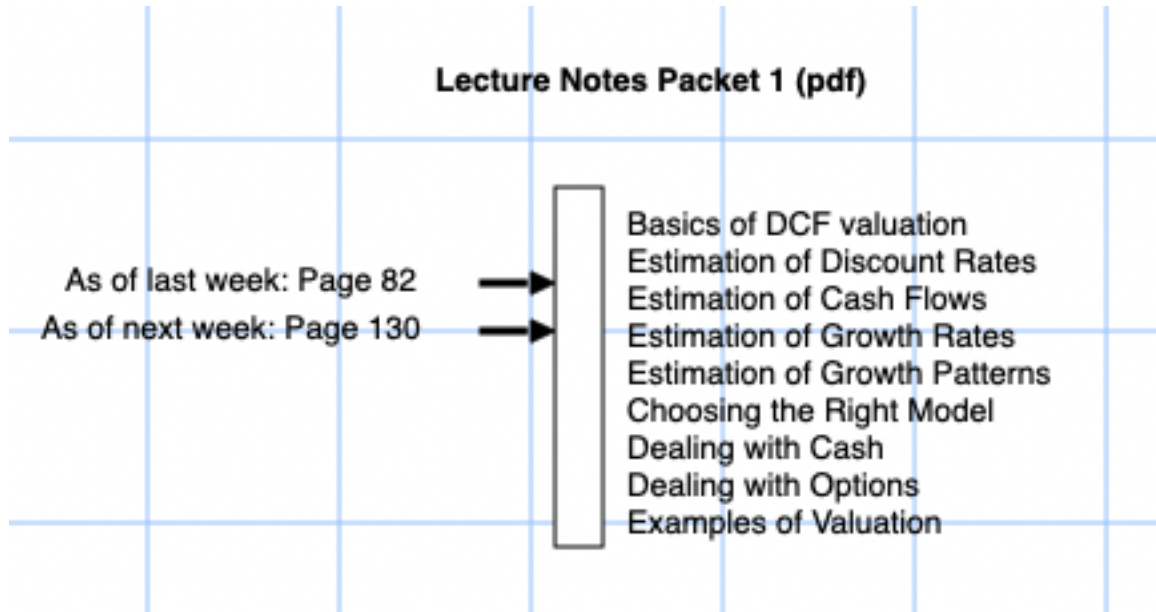 Lecture Notes Packet 1 (pdf)
Basics of DCF valuation
Estimation of Discount Rates
As of last week: Page 82
Estimation of Cash Flows
As of next week: Page 130
Estimation of Growth Rates
Estimation of Growth Patterns
Choosing the Right Model
Dealing with Cash
Dealing with Options
Examples of Valuation